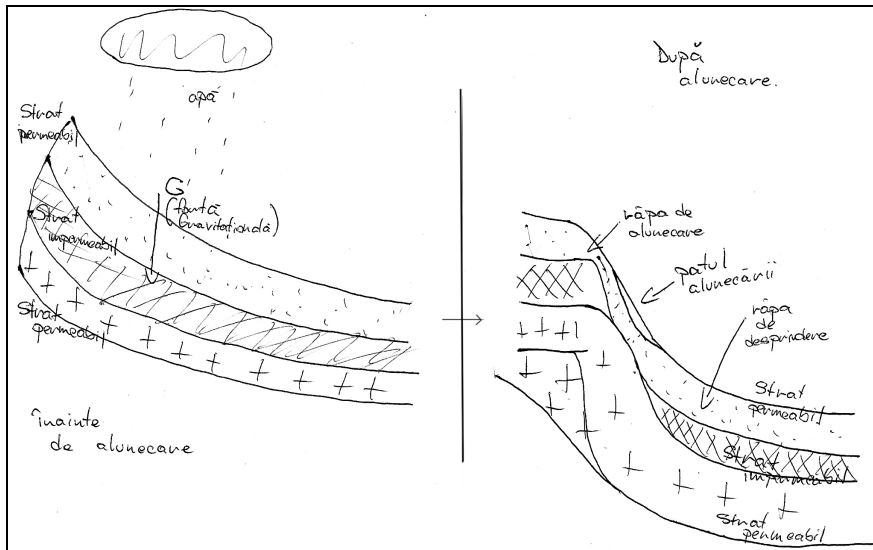 apă
Strat
permeabil
G
(forță
gravitațională)
Strat
impermeabil
Strat
permeabil
înainte
de alunecare
După
alunecare.
râpa de
alunecare
patul
alunecării
râpa
de
desprindere
Strat
permeabil
Strat
impermeabil
Strat
permeabil